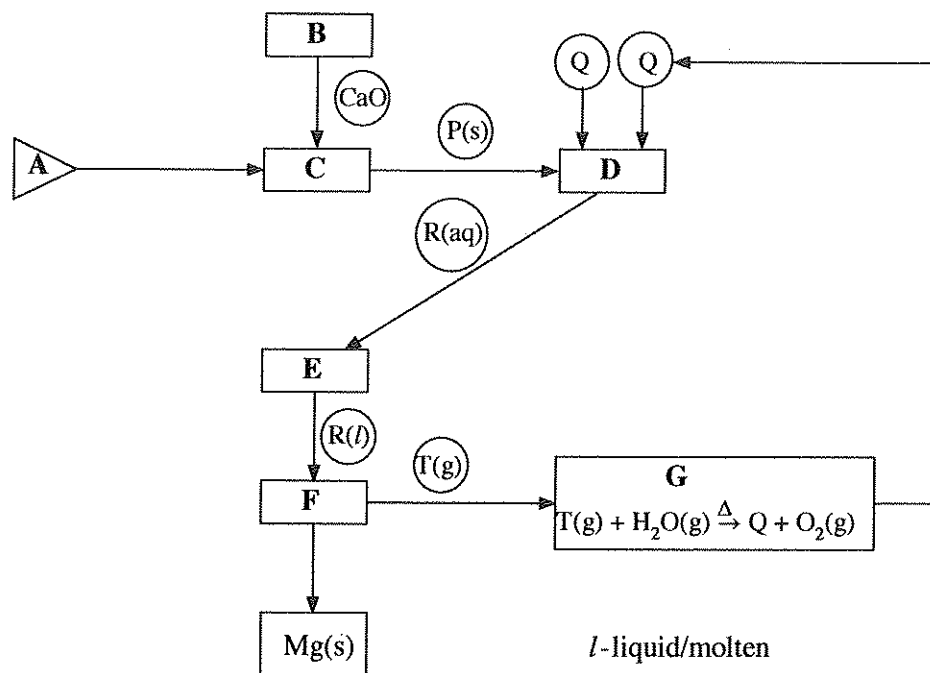 B
Q Q
CaO
P(s)
A
C
D
R(aq)
E
R(l)
T(g)
F
G
T(g) + H₂O(g) Δ→ Q + O₂(g)
Mg(s)
l-liquid/molten